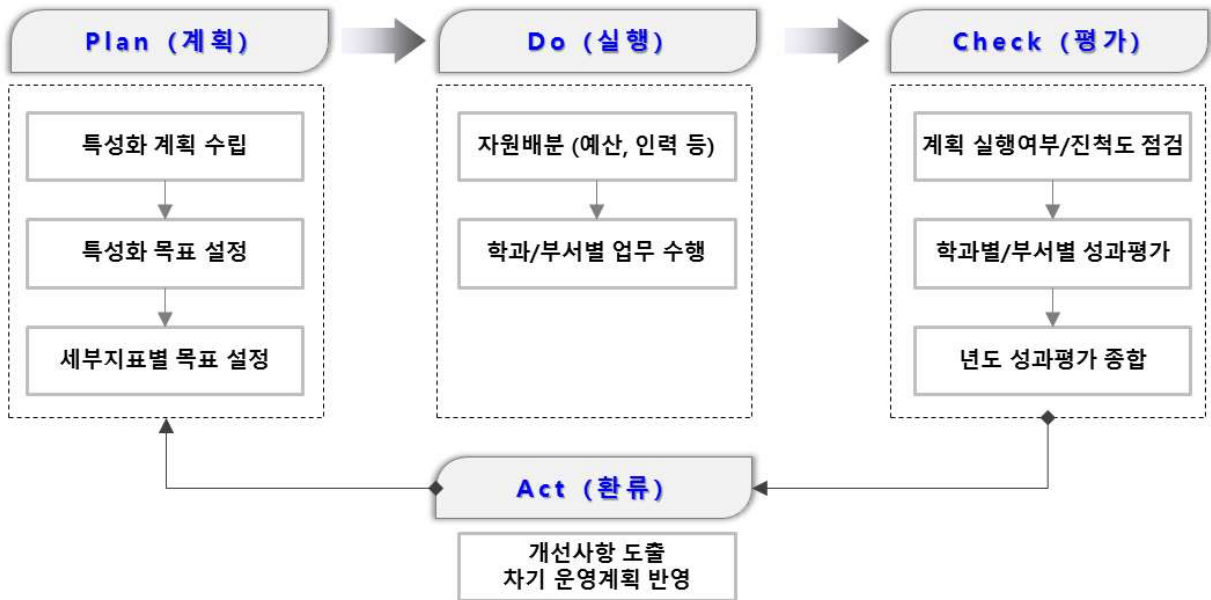 Plan (계획)
Do (실행)
Check (평가)
특성화 계획 수립
특성화 목표 설정
세부지표별 목표 설정
자원배분 (예산, 인력 등)
학과/부서별 업무 수행
계획 실행여부/진척도 점검
학과별/부서별 성과평가
년도 성과평가 종합
Act (환류)
개선사항 도출
차기 운영계획 반영